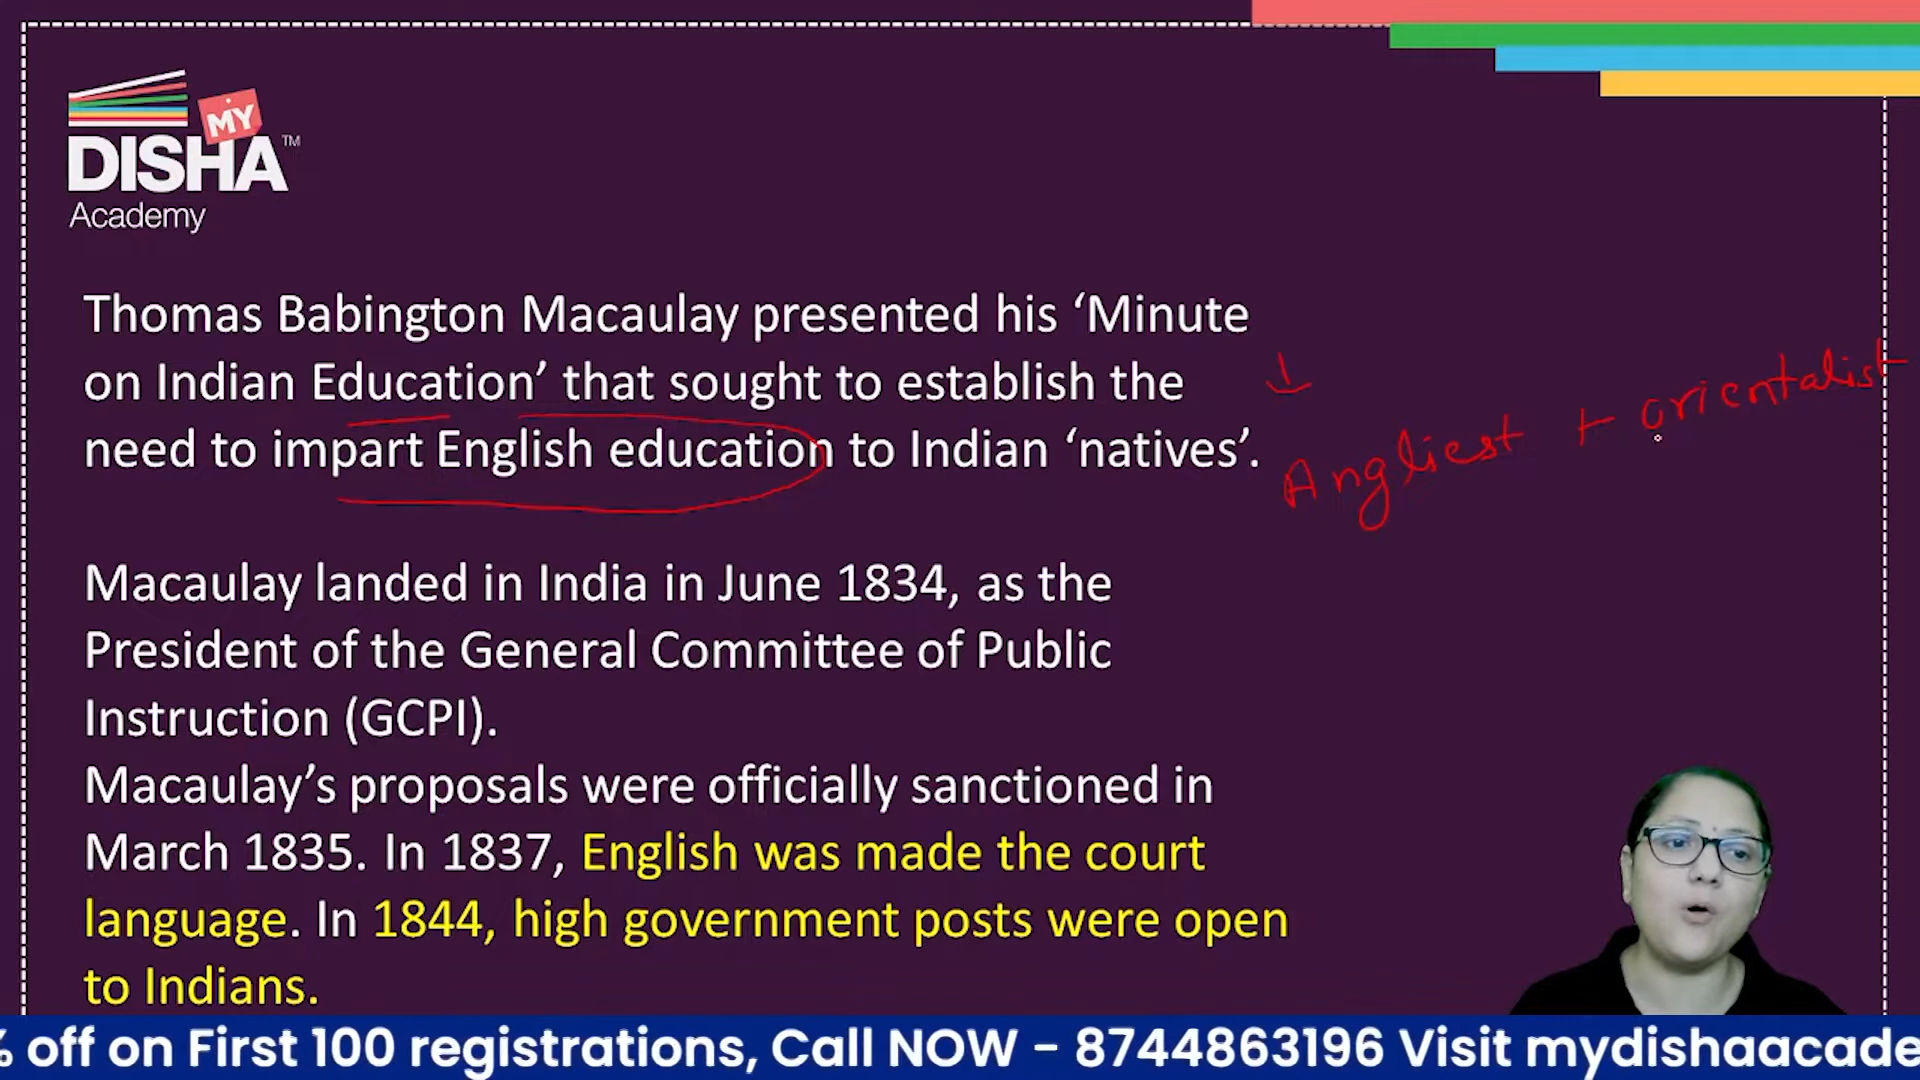 MY
DISHA™
Academy
Thomas Babington Macaulay presented his ‘Minute
on Indian Education’ that sought to establish the
need to impart English education to Indian ‘natives’.
Angliest + orientalist
Macaulay landed in India in June 1834, as the
President of the General Committee of Public
Instruction (GCPI).
Macaulay’s proposals were officially sanctioned in
March 1835. In 1837, English was made the court
language. In 1844, high government posts were open
to Indians.
% off on First 100 registrations, Call NOW - 8744863196 Visit mydishaacade